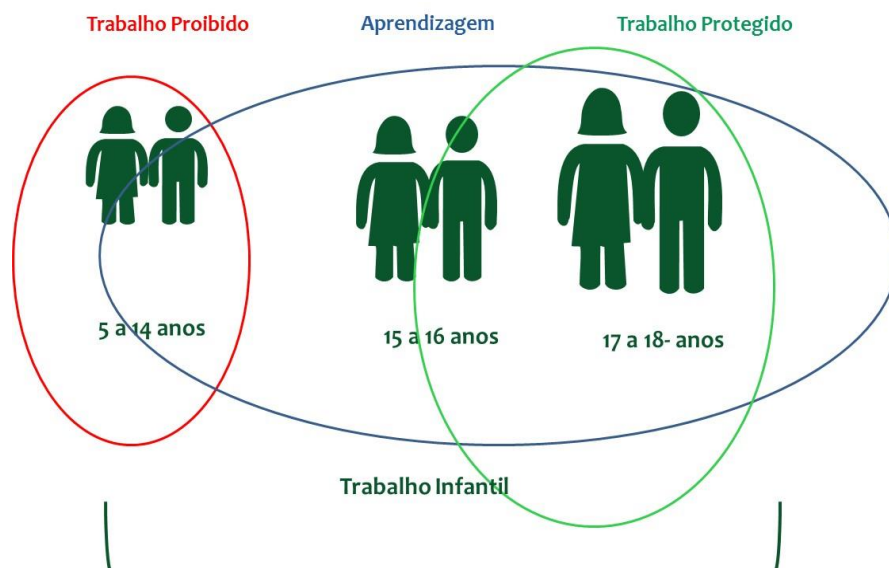 Trabalho Proibido
Aprendizagem
Trabalho Protegido
5 a 14 anos
15 a 16 anos
17 a 18- anos
Trabalho Infantil